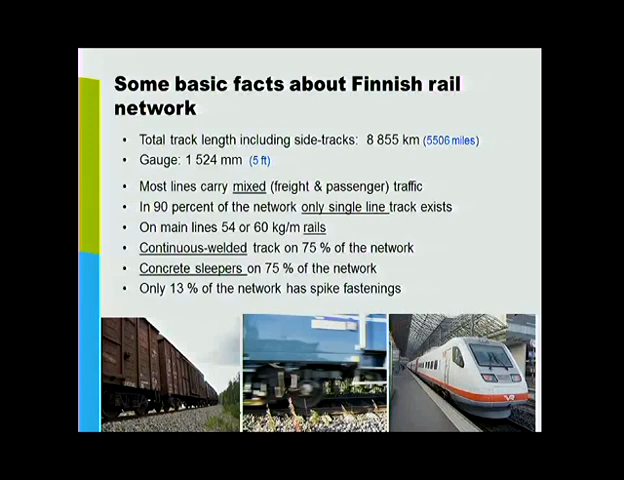 Some basic facts about Finnish rail
network
• Total track length including side-tracks: 8 855 km (5506 miles)
• Gauge: 1 524 mm (5 ft)
• Most lines carry mixed (freight & passenger) traffic
• In 90 percent of the network only single line track exists
• On main lines 54 or 60 kg/m rails
• Continuous-welded track on 75 % of the network
• Concrete sleepers on 75 % of the network
• Only 13 % of the network has spike fastenings
VR